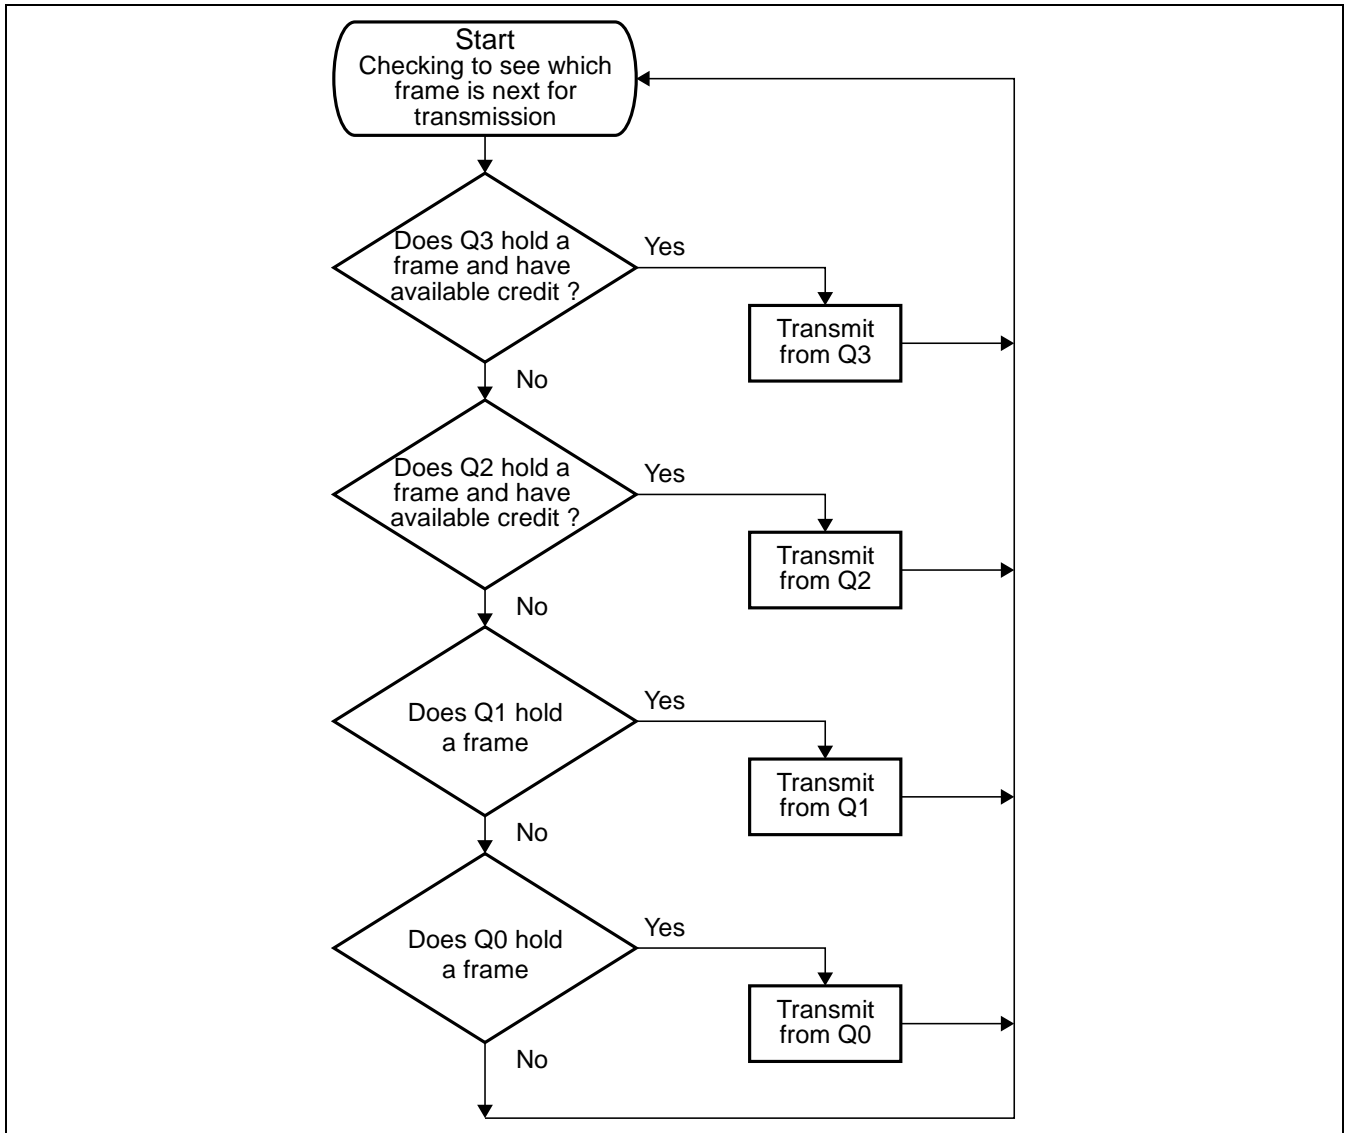 Start
Checking to see which
frame is next for
transmission
Does Q3 hold a
frame and have
available credit ?
Yes
Transmit
from Q3
No
Does Q2 hold a
frame and have
available credit ?
Yes
Transmit
from Q2
No
Does Q1 hold
a frame
Yes
Transmit
from Q1
No
Does Q0 hold
a frame
Yes
Transmit
from Q0
No